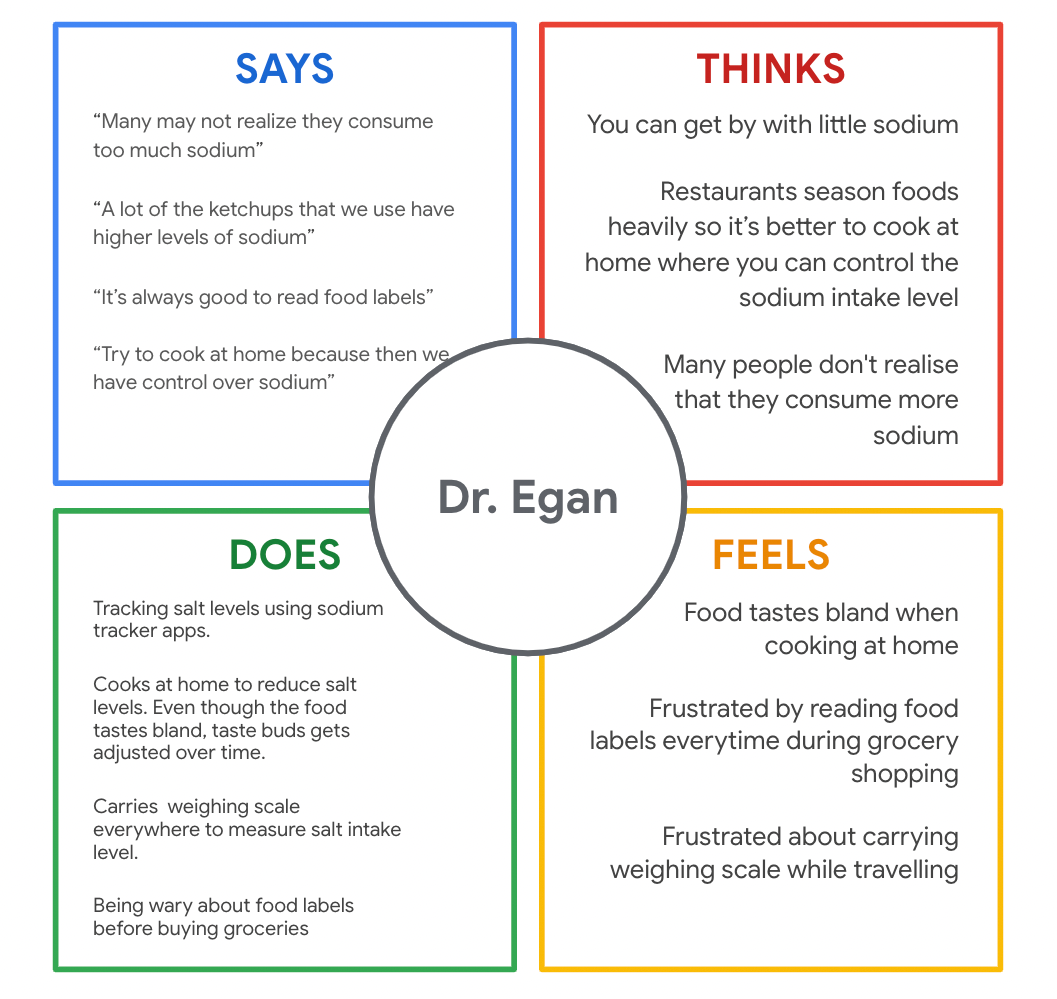 SAYS
“Many may not realize they consume
too much sodium”
“A lot of the ketchups that we use have
higher levels of sodium”
“It’s always good to read food labels”
“Try to cook at home because then we
have control over sodium”
THINKS
You can get by with little sodium
Restaurants season foods
heavily so it’s better to cook at
home where you can control the
sodium intake level
Many people don't realise
that they consume more
sodium
Dr. Egan
DOES
Tracking salt levels using sodium
tracker apps.
Cooks at home to reduce salt
levels. Even though the food
tastes bland, taste buds gets
adjusted over time.
Carries  weighing scale
everywhere to measure salt intake
level.
Being wary about food labels
before buying groceries
FEELS
Food tastes bland when
cooking at home
Frustrated by reading food
labels everytime during grocery
shopping
Frustrated about carrying
weighing scale while travelling